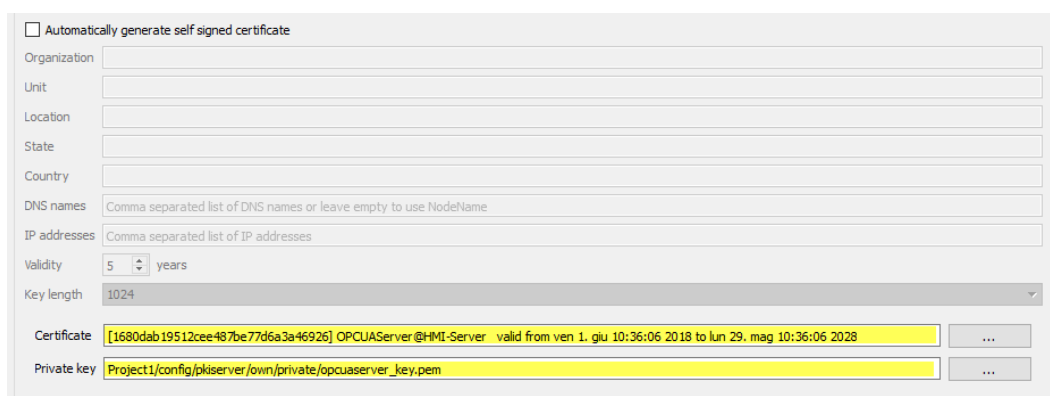 Automatically generate self signed certificate
Organization
Unit
Location
State
Country
DNS names Comma separated list of DNS names or leave empty to use NodeName
IP addresses Comma separated list of IP addresses
Validity 5 years
Key length 1024
Certificate [1680dab19512cee487be77d6a3a46926] OPCUAServer@HMI-Server valid from ven 1. giu 10:36:06 2018 to lun 29. mag 10:36:06 2028 ...
Private key Project1/config/pkiserver/own/private/opcuaserver_key.pem ...